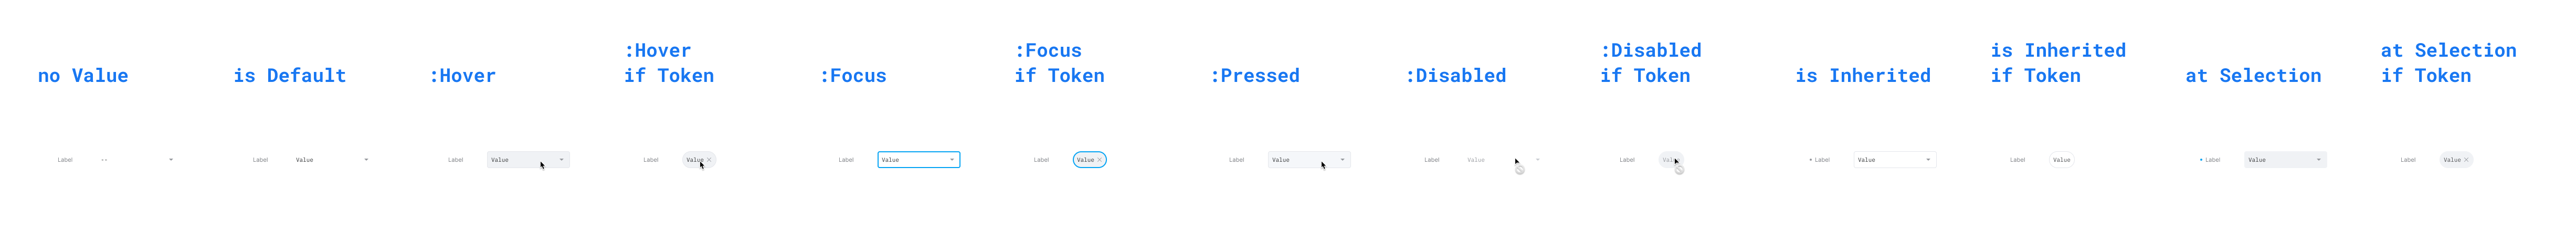 no Value
is Default
:Hover
:Hover
if Token
:Focus
:Focus
if Token
:Pressed
:Disabled
:Disabled
if Token
is Inherited
is Inherited
if Token
at Selection
at Selection
if Token
Label --
Label Value
Label Value
Label Value ×
Label Value
Label Value ×
Label Value
Label Value
Label
Label Value
Label Value
Label Value
Label Value ×